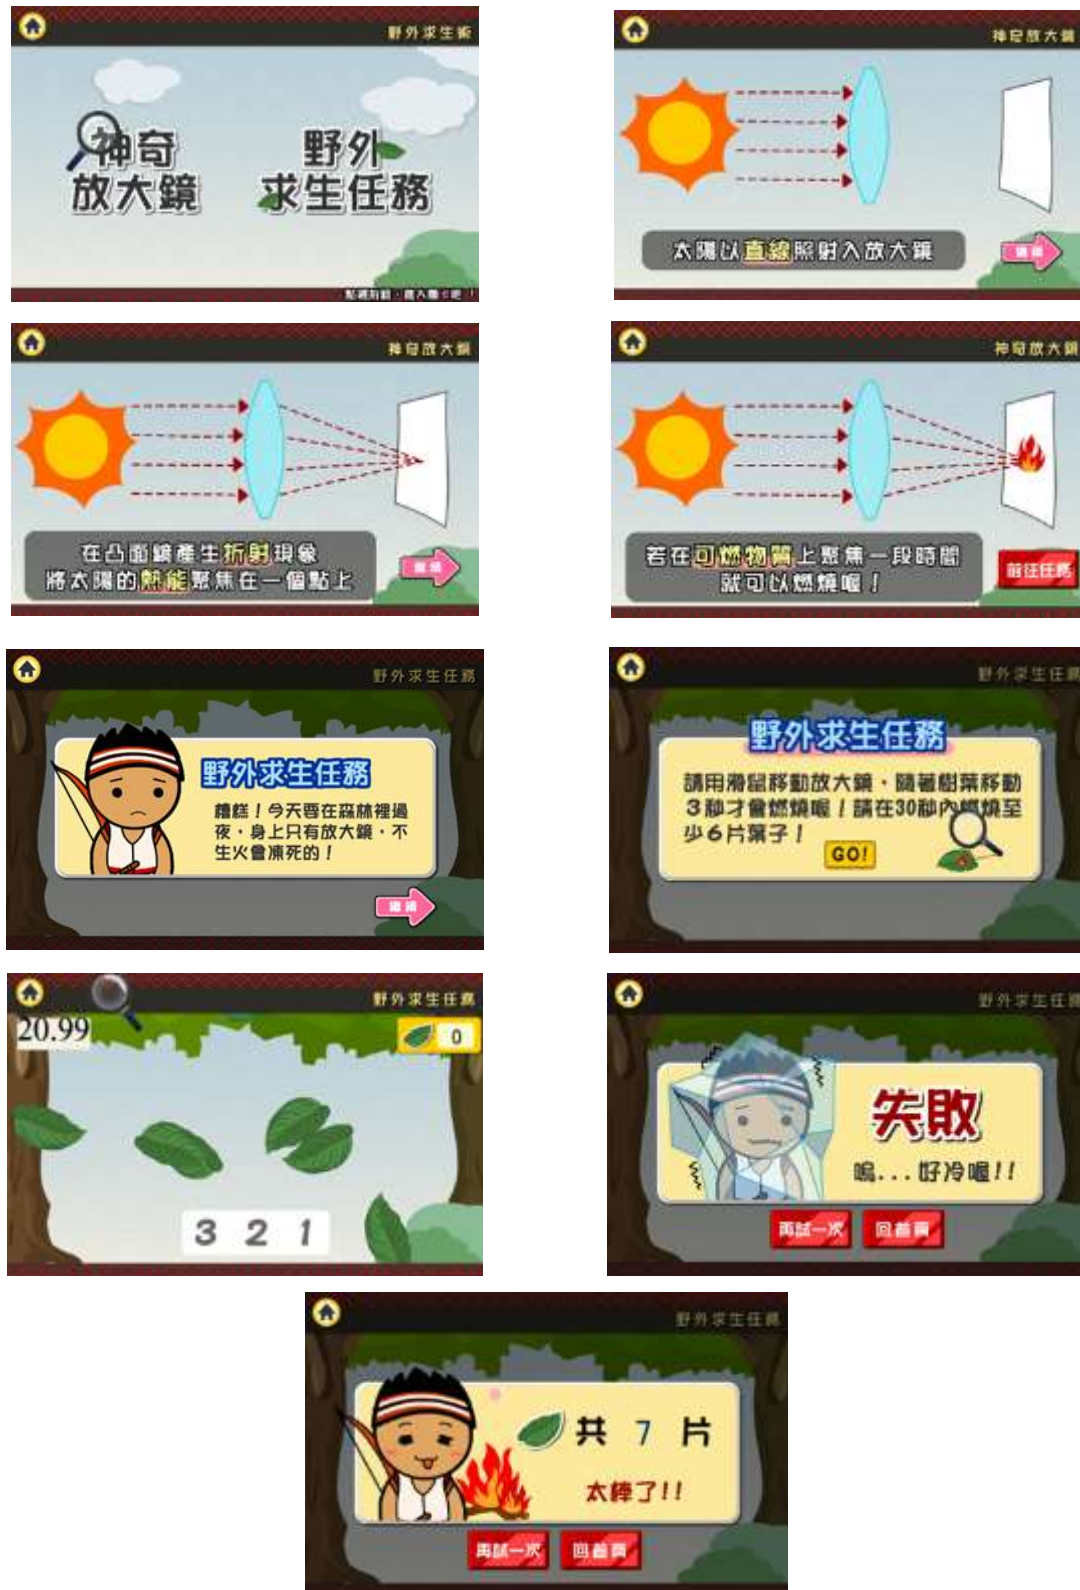 野外求生術
神奇
放大鏡
野外
求生任務
神奇放大鏡
太陽以直線照射入放大鏡
繼續
神奇放大鏡
在凸面鏡產生折射現象
將太陽的熱能聚焦在一個點上
繼續
神奇放大鏡
若在可燃物質上聚焦一段時間
就可以燃燒喔！
前往任務
野外求生任務
野外求生任務
糟糕！今天要在森林裡過
夜，身上只有放大鏡，不
生火會凍死的！
繼續
野外求生任務
野外求生任務
請用滑鼠移動放大鏡，隨著樹葉移動
3秒才會燃燒喔！請在30秒內燃燒至
少6片葉子！
GO!
野外求生任務
20.99
0
3 2 1
野外求生任務
失敗
嗚...好冷喔!!
再試一次
回首頁
野外求生任務
共 7 片
太棒了!!
再試一次
回首頁